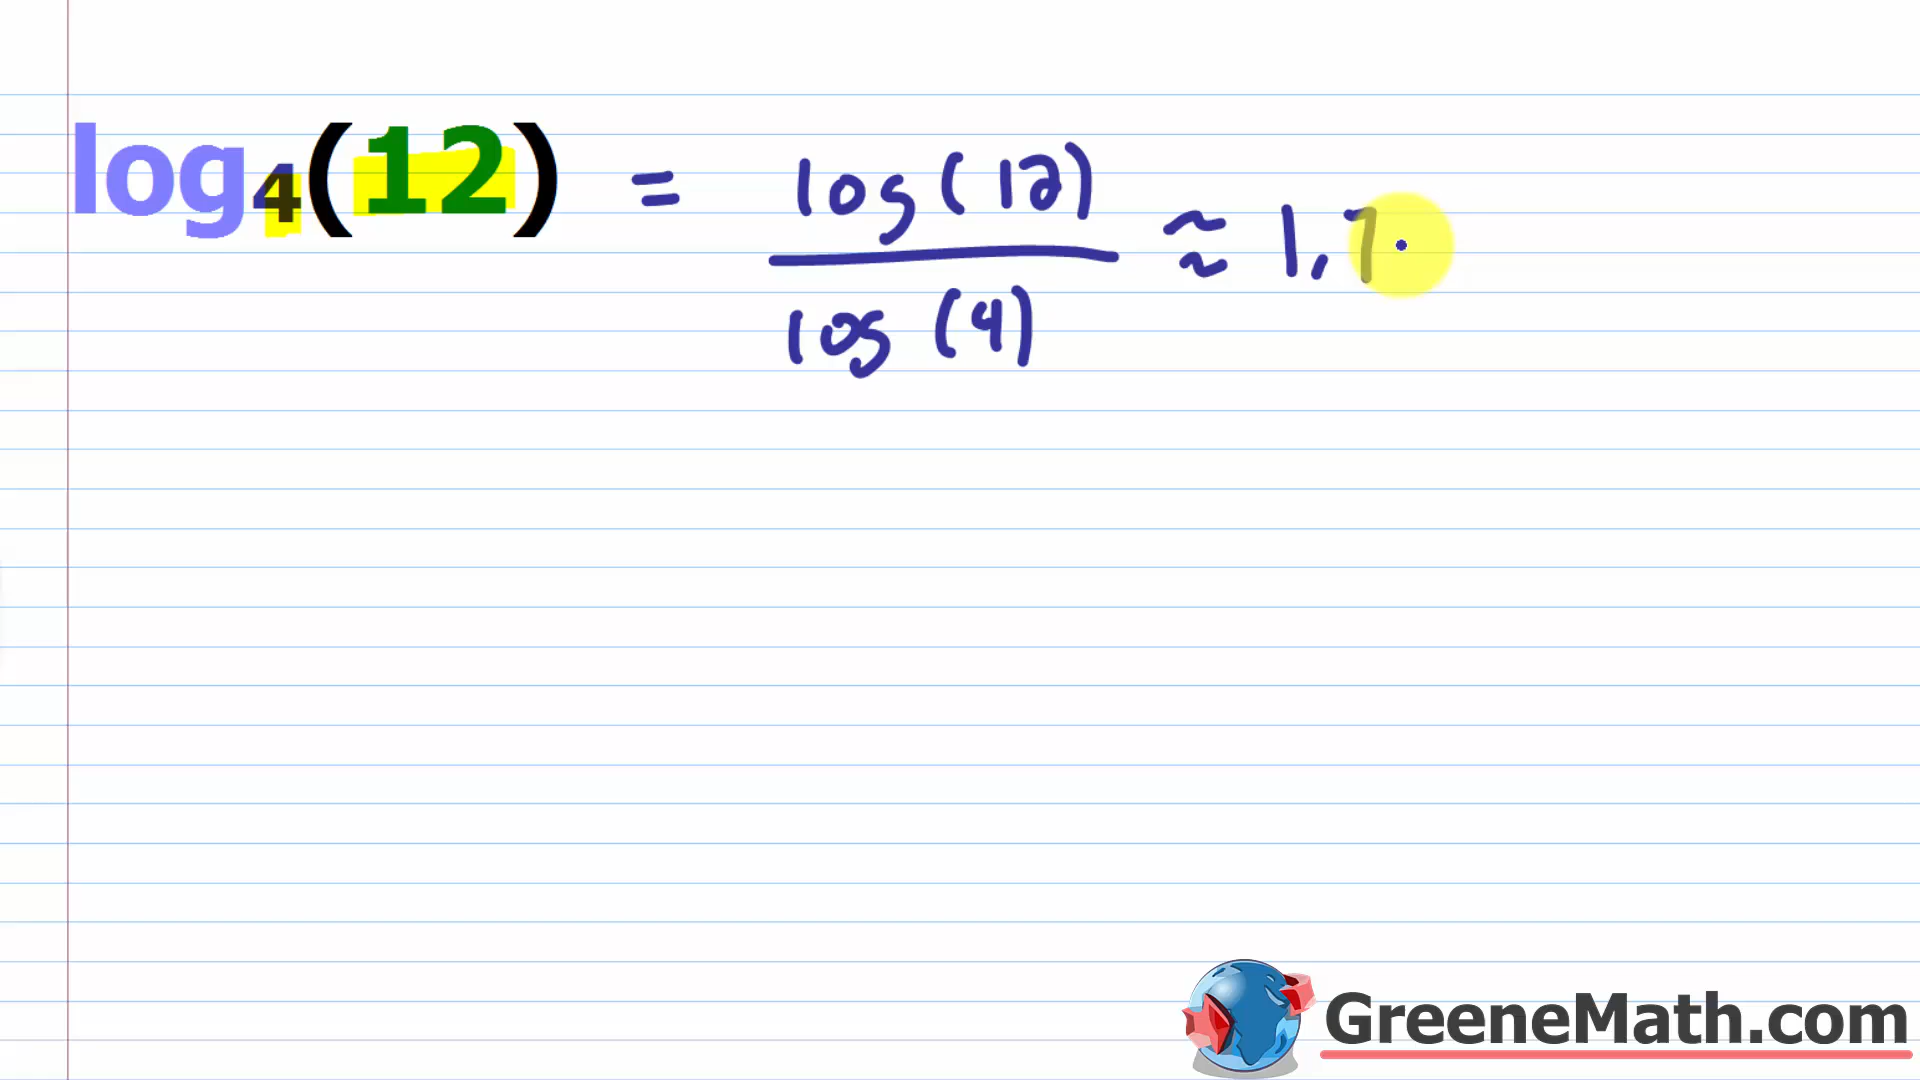 log₄(12) = log(12) / log(4) ≈ 1.7
GreeneMath.com